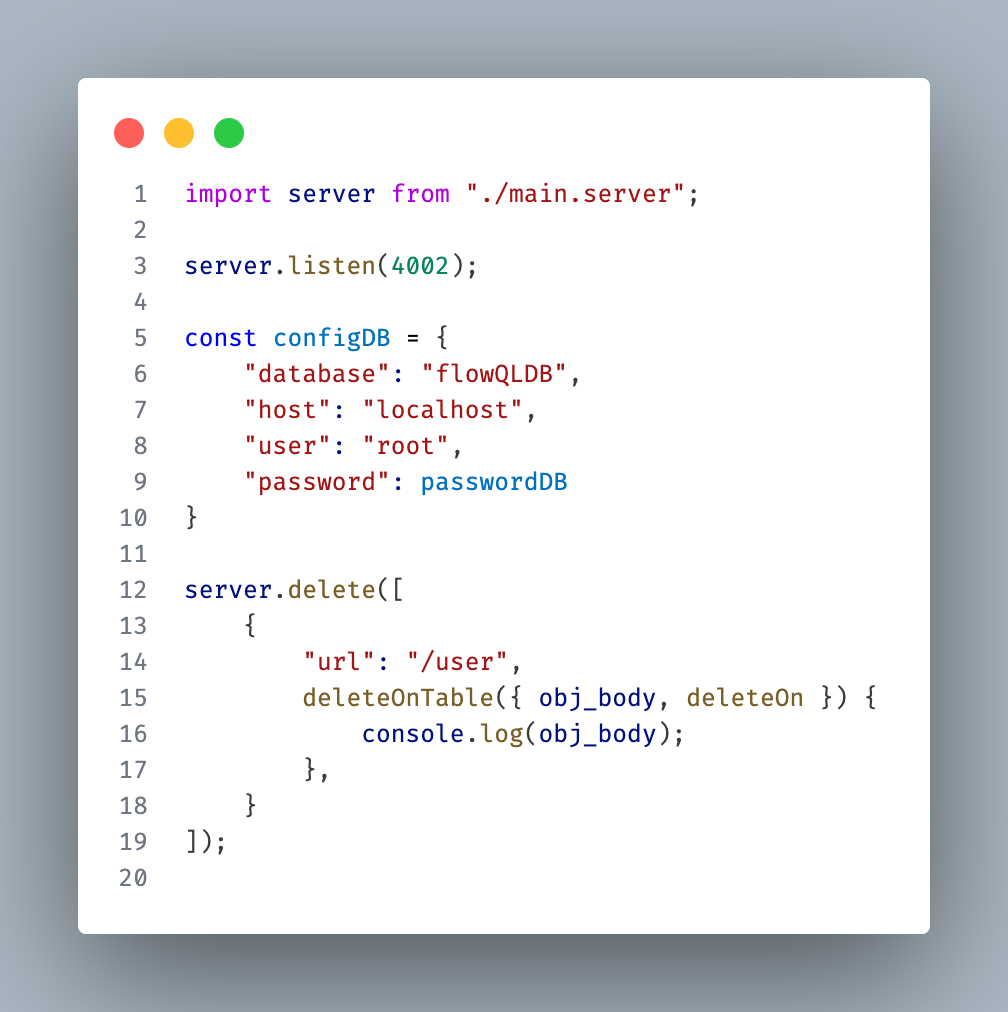 1 import server from "./main.server";
2
3 server.listen(4002);
4
5 const configDB = {
6     "database": "flowQLDB",
7     "host": "localhost",
8     "user": "root",
9     "password": passwordDB
10 }
11
12 server.delete([
13     {
14         "url": "/user",
15         deleteOnTable({ obj_body, deleteOn }) {
16             console.log(obj_body);
17         },
18     }
19 ]);
20